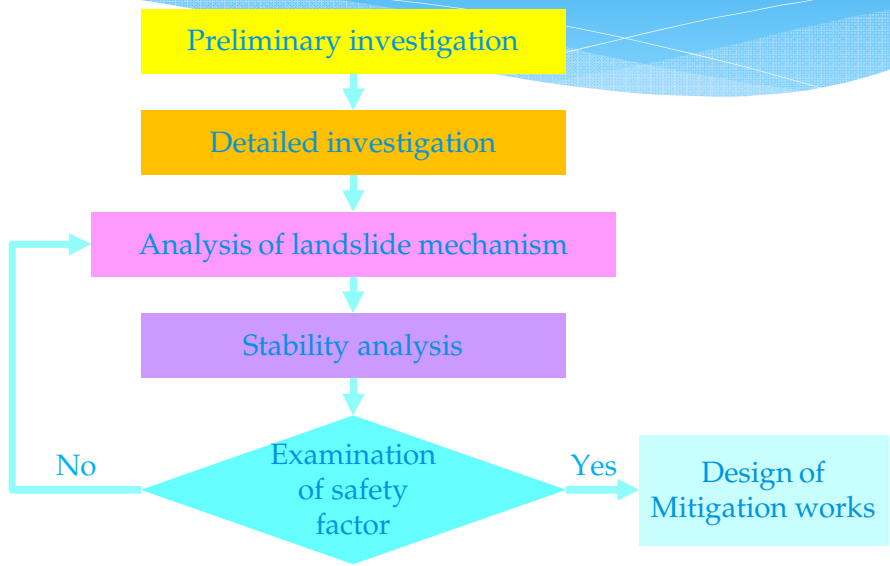 Preliminary investigation
Detailed investigation
Analysis of landslide mechanism
Stability analysis
Examination
of safety
factor
No
Yes
Design of
Mitigation works